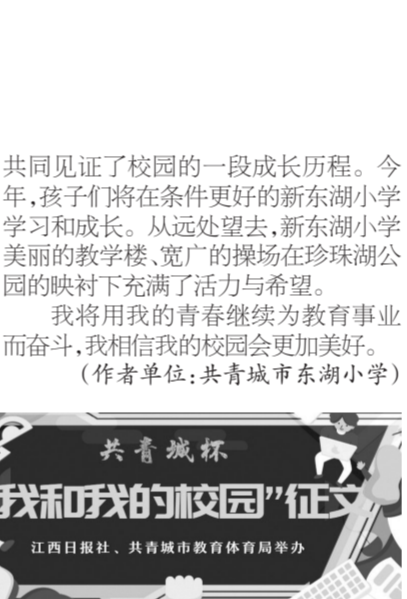 共同见证了校园的一段成长历程。今
年,孩子们将在条件更好的新东湖小学
学习和成长。从远处望去,新东湖小学
美丽的教学楼、宽广的操场在珍珠湖公
园的映衬下充满了活力与希望。
我将用我的青春继续为教育事业
而奋斗,我相信我的校园会更加美好。
(作者单位:共青城市东湖小学)
共青城杯
我和我的校园”征文
江西日报社、共青城市教育体育局举办